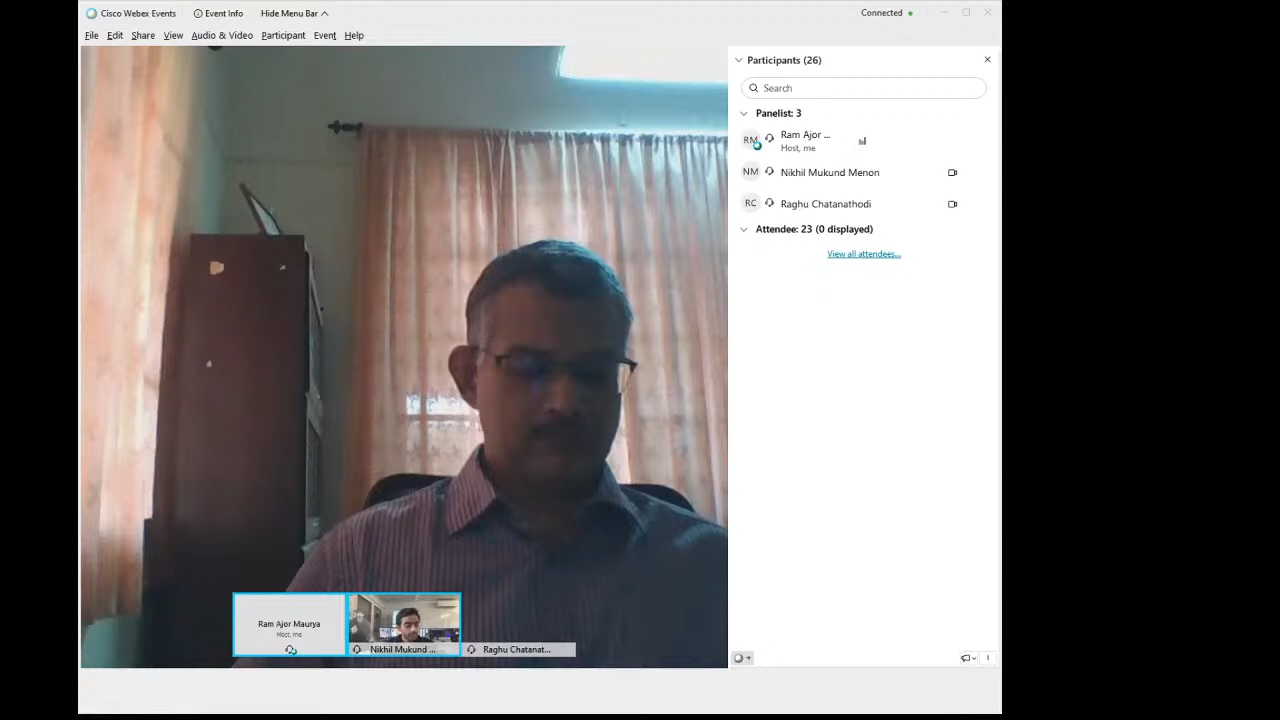 Cisco Webex Events Event Info Hide Menu Bar Connected
File Edit Share View Audio & Video Participant Event Help
Participants (26)
Search
Panelist: 3
RM Ram Ajor ...
Host, me
NM Nikhil Mukund Menon
RC Raghu Chatanathodi
Attendee: 23 (0 displayed)
View all attendees...
Ram Ajor Maurya
Host, me
Nikhil Mukund ...
Raghu Chatanat...